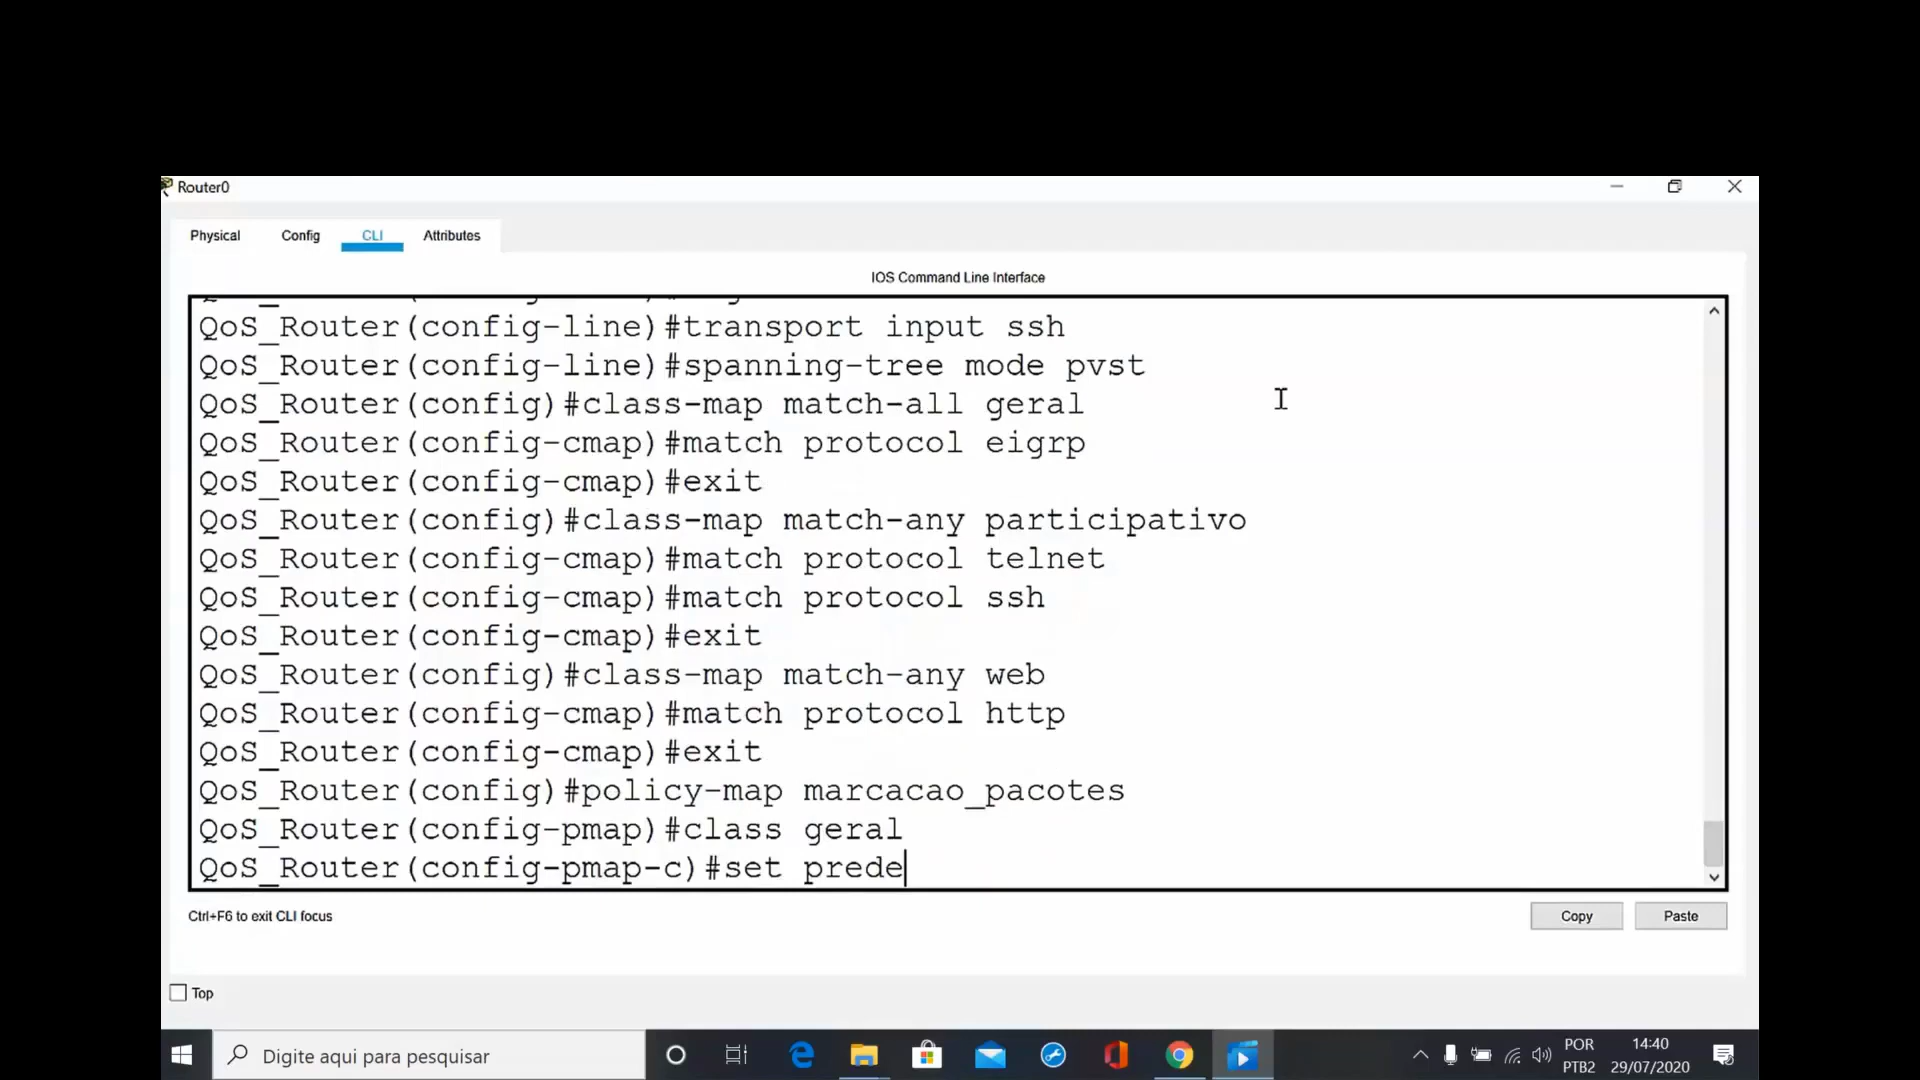 Router0
Physical Config CLI Attributes
IOS Command Line Interface
QoS_Router(config-line)#transport input ssh
QoS_Router(config-line)#spanning-tree mode pvst
QoS_Router(config)#class-map match-all geral
QoS_Router(config-cmap)#match protocol eigrp
QoS_Router(config-cmap)#exit
QoS_Router(config)#class-map match-any participativo
QoS_Router(config-cmap)#match protocol telnet
QoS_Router(config-cmap)#match protocol ssh
QoS_Router(config-cmap)#exit
QoS_Router(config)#class-map match-any web
QoS_Router(config-cmap)#match protocol http
QoS_Router(config-cmap)#exit
QoS_Router(config)#policy-map marcacao_pacotes
QoS_Router(config-pmap)#class geral
QoS_Router(config-pmap-c)#set prede
Ctrl+F6 to exit CLI focus
Copy Paste
Top
Digite aqui para pesquisar
POR 14:40
PTB2 29/07/2020